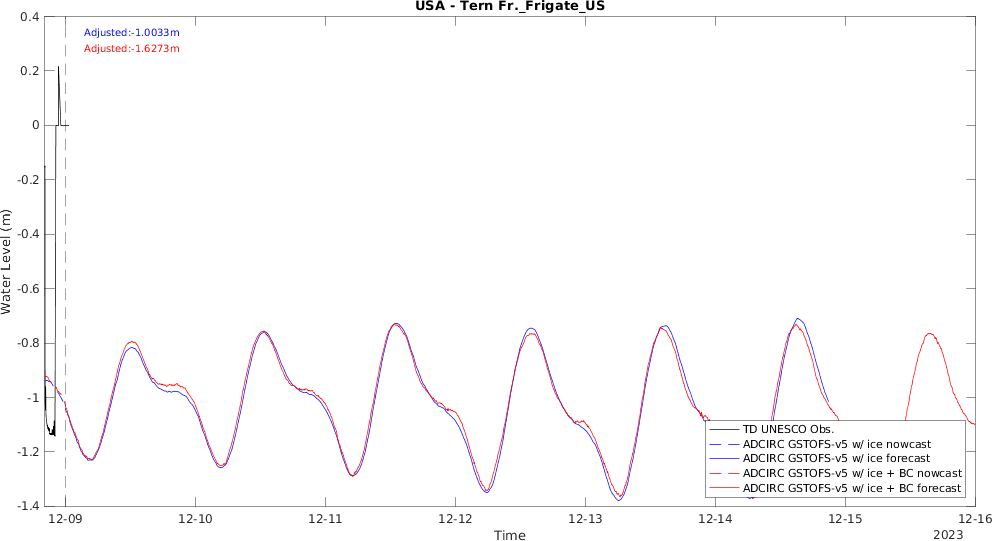 USA - Tern Fr._Frigate_US
Adjusted:-1.0033m
Adjusted:-1.6273m
Water Level (m)
0.4
0.2
0
-0.2
-0.4
-0.6
-0.8
-1
-1.2
-1.4
TD UNESCO Obs.
ADCIRC GSTOFS-v5 w/ ice nowcast
ADCIRC GSTOFS-v5 w/ ice forecast
ADCIRC GSTOFS-v5 w/ ice + BC nowcast
ADCIRC GSTOFS-v5 w/ ice + BC forecast
12-09 12-10 12-11 12-12 12-13 12-14 12-15 12-16
Time
2023